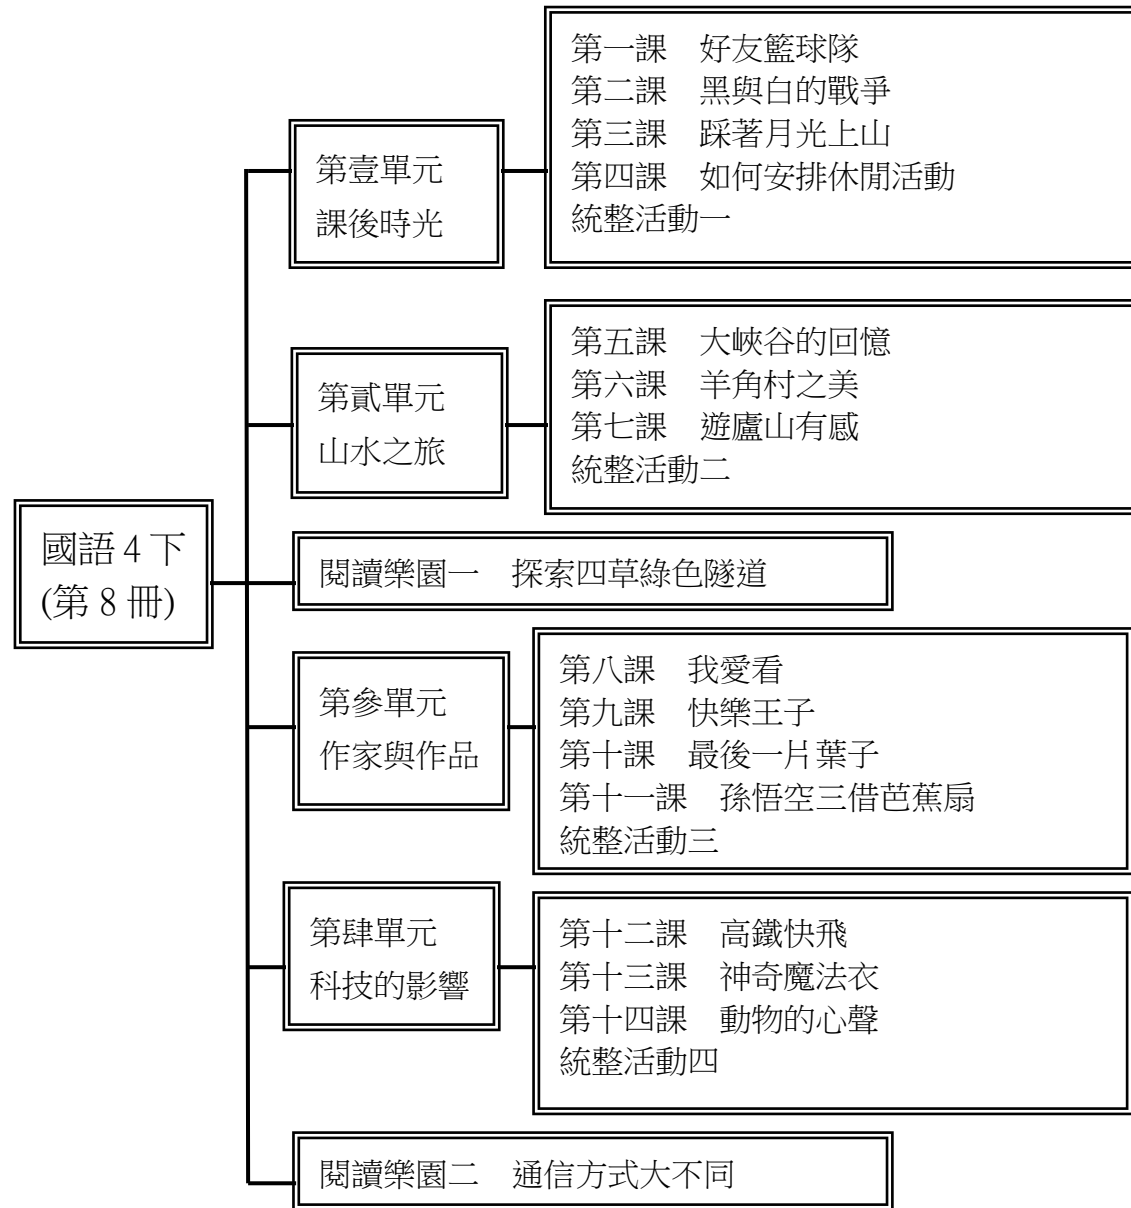 國語 4 下
(第 8 冊)
第壹單元
課後時光
第一課　好友籃球隊
第二課　黑與白的戰爭
第三課　踩著月光上山
第四課　如何安排休閒活動
統整活動一
第貳單元
山水之旅
第五課　大峽谷的回憶
第六課　羊角村之美
第七課　遊廬山有感
統整活動二
閱讀樂園一　探索四草綠色隧道
第參單元
作家與作品
第八課　我愛看
第九課　快樂王子
第十課　最後一片葉子
第十一課　孫悟空三借芭蕉扇
統整活動三
第肆單元
科技的影響
第十二課　高鐵快飛
第十三課　神奇魔法衣
第十四課　動物的心聲
統整活動四
閱讀樂園二　通信方式大不同